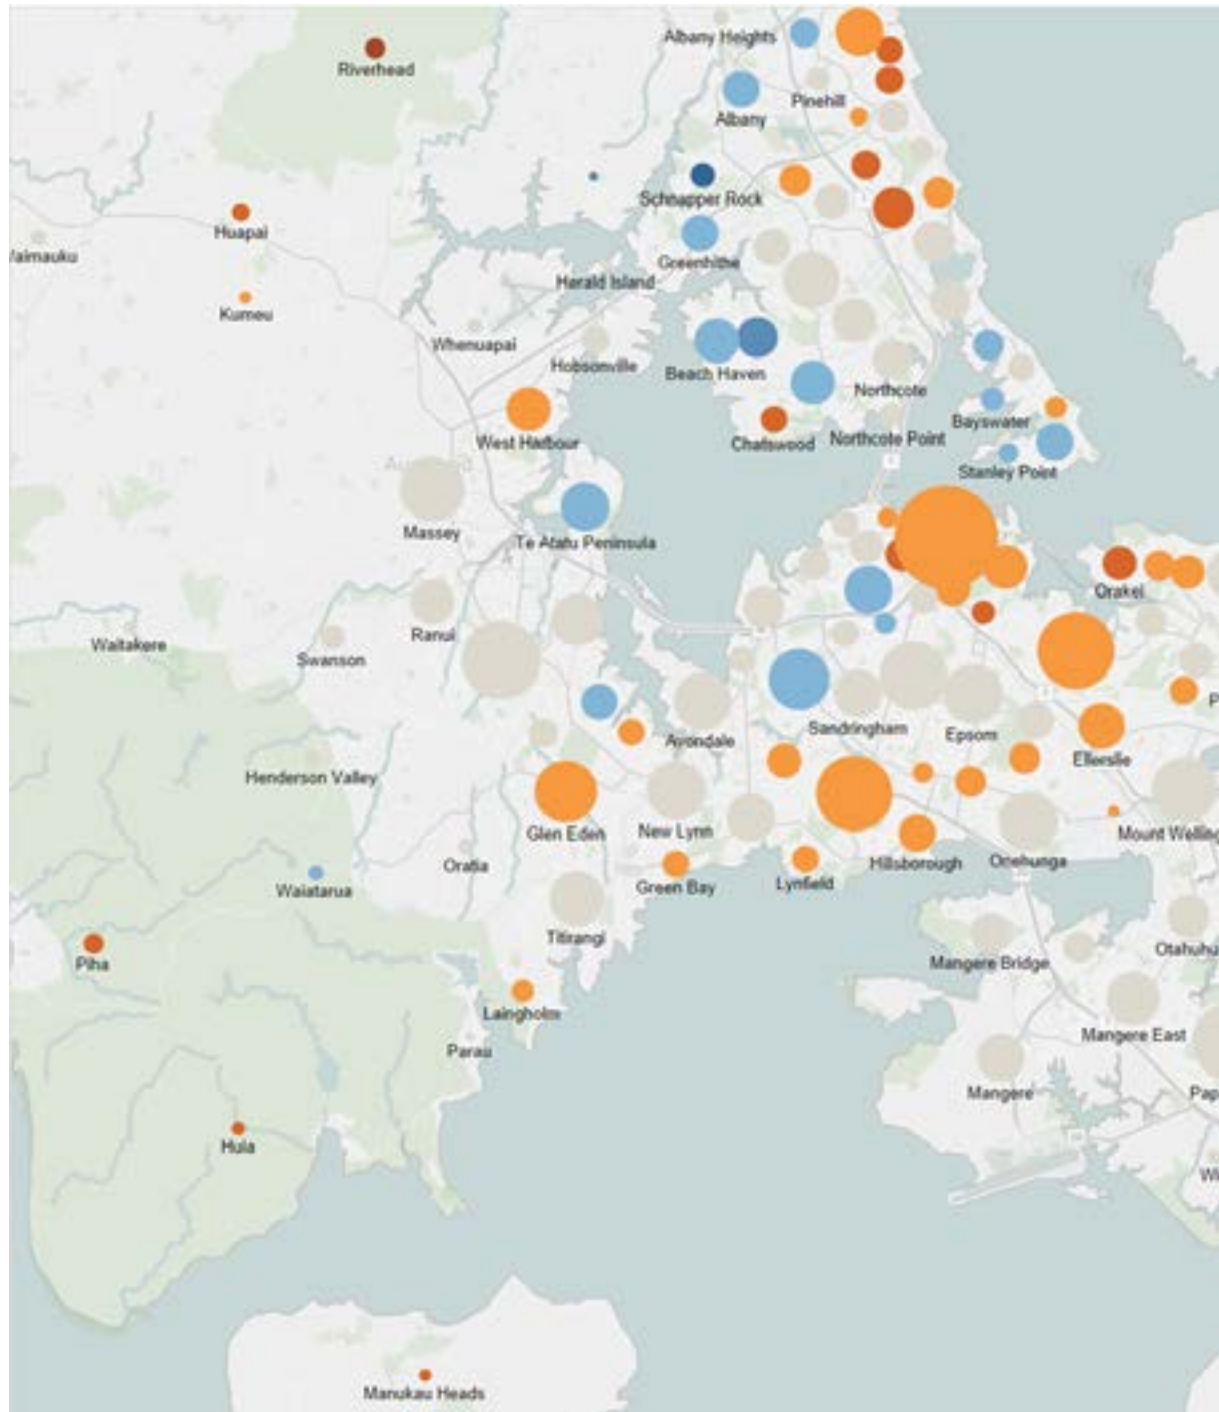 Albany Heights
Riverhead
Pinehill
Albany
Schnapper Rock
Huapai
Waimauku
Greenhithe
Herald Island
Kumeu
Whenuapai
Hobsonville
Beach Haven
Northcote
Bayswater
West Harbour
Chatswood
Northcote Point
Stanley Point
Massey
Te Atatu Peninsula
Orakei
Ranui
Waitakere
Swanson
P
Sandringham
Epsom
Avondale
Ellerslie
Henderson Valley
Glen Eden
New Lynn
Mount Welling
Oratia
Hillsborough
Onehunga
Waiatarua
Green Bay
Lynfield
Titirangi
Otahuhu
Piha
Mangere Bridge
Laingholm
Mangere East
Parau
Mangere
Pap
Huia
Wi
Manukau Heads